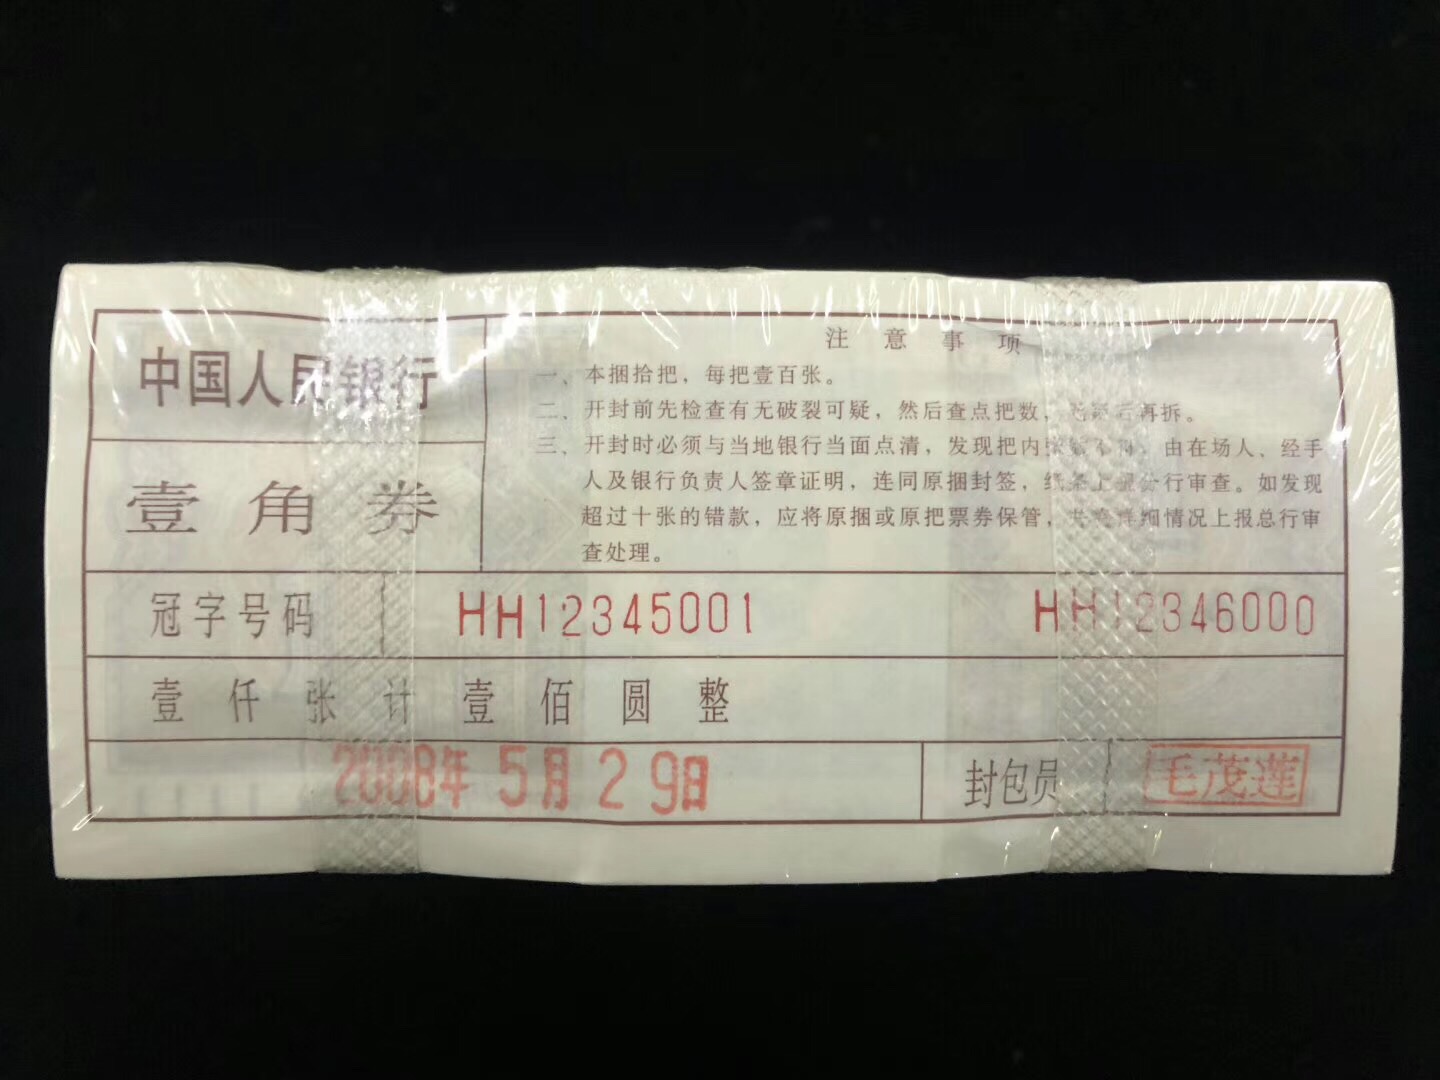 中国人民银行
壹角券
注意事项
一、本捆拾把，每把壹百张。
二、开封前先检查有无破裂可疑，然后查点把数，再拆。
三、开封时必须与当地银行当面点清，发现把内张 由在场人、经手
人及银行负责人签章证明，连同原捆封签，纸条上 分行审查。如发现
超过十张的错款，应将原捆或原把票券保管，详细情况上报总行审
查处理。
冠字号码 HH12345001 HH12346000
壹仟张计壹佰圆整
2008年5月29日 封包员 毛茂莲